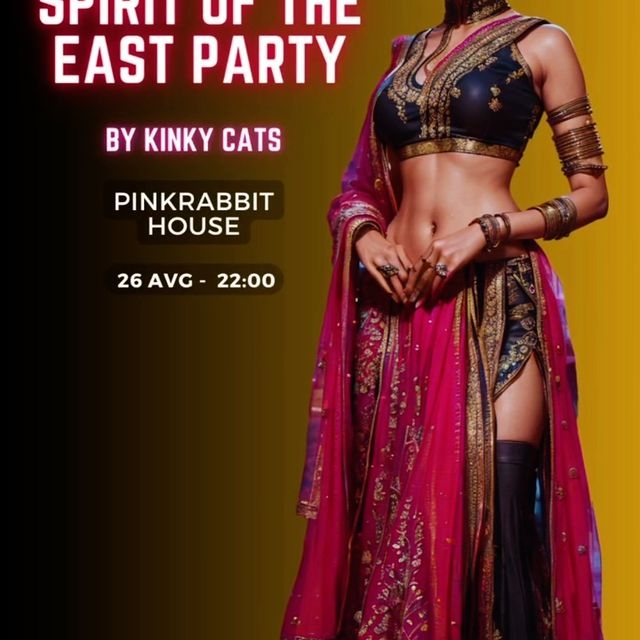 SPIRIT OF THE
EAST PARTY
BY KINKY CATS
PINKRABBIT
HOUSE
26 AVG - 22:00